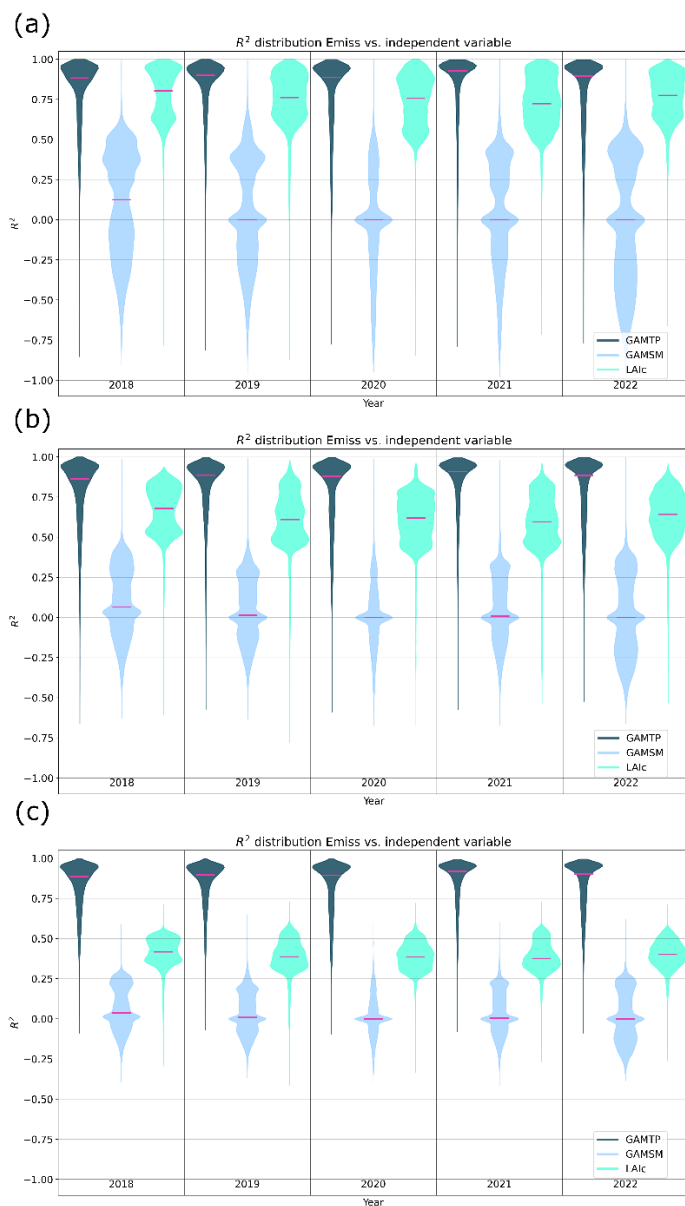 (a)
R² distribution Emiss vs. independent variable
1.00
0.75
0.50
0.25
0.00
−0.25
−0.50
−0.75
−1.00
R²
GAMTP
GAMSM
LAIc
2018 2019 2020 2021 2022
Year
(b)
R² distribution Emiss vs. independent variable
1.00
0.75
0.50
0.25
0.00
−0.25
−0.50
−0.75
−1.00
R²
GAMTP
GAMSM
LAIc
2018 2019 2020 2021 2022
Year
(c)
R² distribution Emiss vs. independent variable
1.00
0.75
0.50
0.25
0.00
−0.25
−0.50
−0.75
−1.00
R²
GAMTP
GAMSM
LAIc
2018 2019 2020 2021 2022
Year